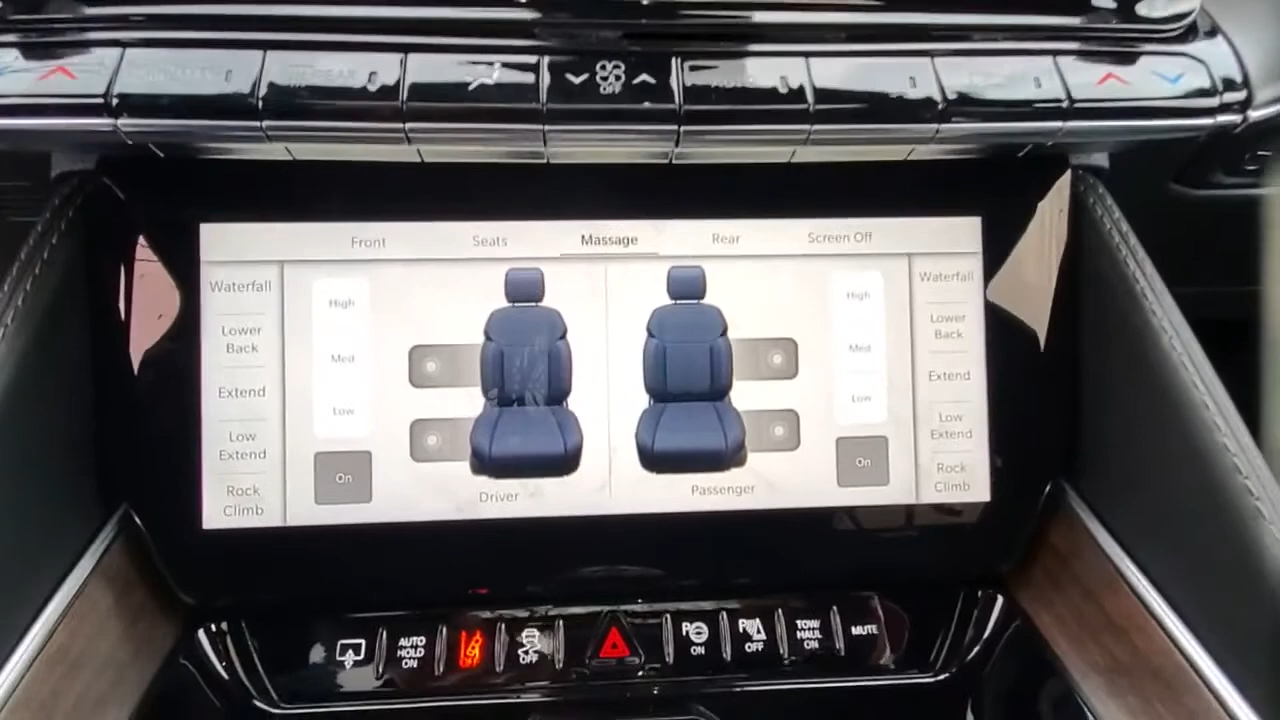 OFF
Front
Seats
Massage
Rear
Screen Off
Waterfall
Lower
Back
Extend
Low
Extend
Rock
Climb
High
Med
Low
On
Driver
Passenger
High
Med
Low
On
Waterfall
Lower
Back
Extend
Low
Extend
Rock
Climb
AUTO
HOLD
ON
OFF
OFF
P
ON
P
OFF
TOW/
HAUL
ON
MUTE